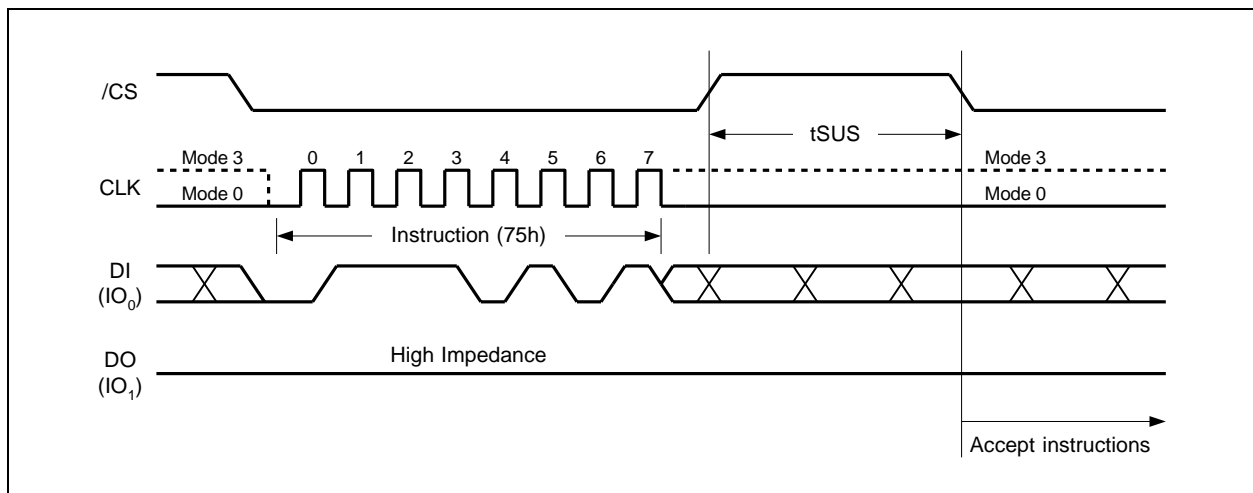 /CS
tSUS
Mode 3 0 1 2 3 4 5 6 7 Mode 3
CLK
Mode 0 Mode 0
Instruction (75h)
DI
(IO0)
High Impedance
DO
(IO1)
Accept instructions